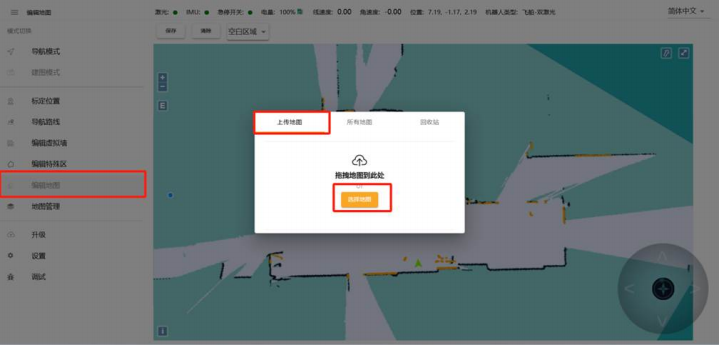 编辑地图
激光: IMU: 急停开关: 电量: 100% 线速度: 0.00 角速度: -0.00 位置: 7.19, -1.17, 2.19 机器人类型: 飞船-双激光 简体中文
模式切换
导航模式
建图模式
标定位置
导航路线
编辑虚拟墙
编辑特殊区
编辑地图
地图管理
升级
设置
调试
保存 清除 空白区域
+
−
E
上传地图 所有地图 回收站
拖拽地图到此处
or
选择地图
i